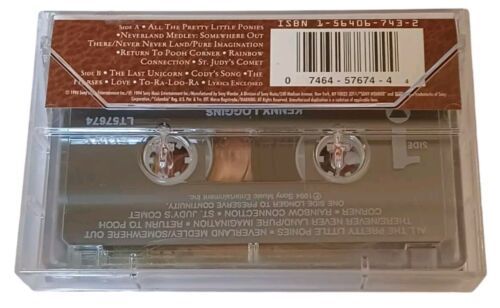 SIDE A • ALL THE PRETTY LITTLE PONIES
• NEVERLAND MEDLEY: SOMEWHERE OUT
THERE/NEVER NEVER LAND/PURE IMAGINATION
• RETURN TO POOH CORNER • RAINBOW
CONNECTION • ST. JUDY'S COMET
SIDE B • THE LAST UNICORN • CODY'S SONG • THE
HORSES • LOVE • TO-RA-LOO-RA • LYRICS ENCLOSED
ISBN 1-56406-743-2
0 7464-57674-4 4
LT57674
KENNY LOGGINS
SIDE 1
ALL THE PRETTY LITTLE PONIES • NEVERLAND MEDLEY/SOMEWHERE OUT
THERE/NEVER NEVER LAND/PURE IMAGINATION • RETURN TO POOH
CORNER • RAINBOW CONNECTION • ST. JUDY'S COMET
ONE SIDE LONGER TO PRESERVE CONTINUITY.
©1994 Sony Music Entertainment Inc.